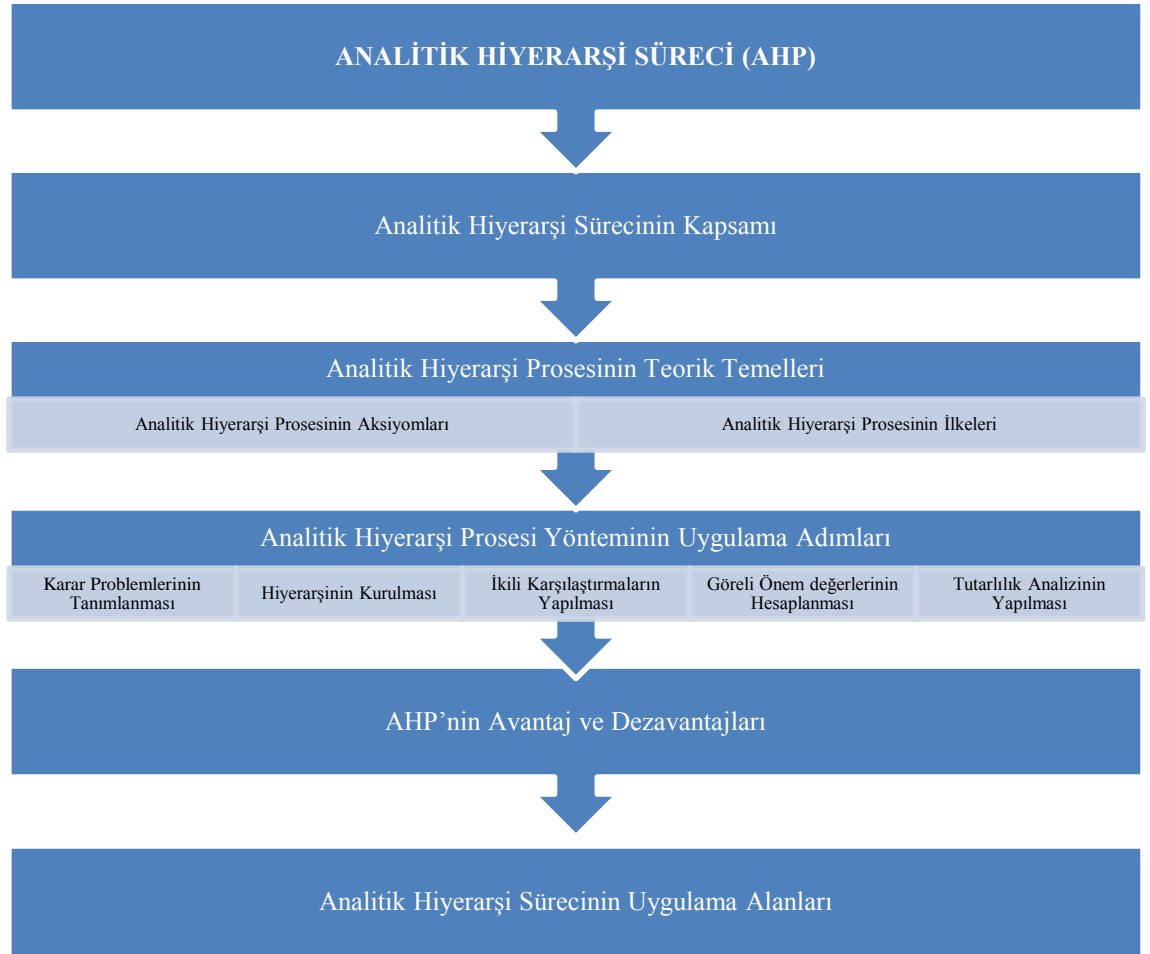 ANALİTİK HİYERARŞİ SÜRECİ (AHP)
Analitik Hiyerarşi Sürecinin Kapsamı
Analitik Hiyerarşi Prosesinin Teorik Temelleri
Analitik Hiyerarşi Prosesinin Aksiyomları
Analitik Hiyerarşi Prosesinin İlkeleri
Analitik Hiyerarşi Prosesi Yönteminin Uygulama Adımları
Karar Problemlerinin
Tanımlanması
Hiyerarşinin Kurulması
İkili Karşılaştırmaların
Yapılması
Göreli Önem değerlerinin
Hesaplanması
Tutarlılık Analizinin
Yapılması
AHP’nin Avantaj ve Dezavantajları
Analitik Hiyerarşi Sürecinin Uygulama Alanları